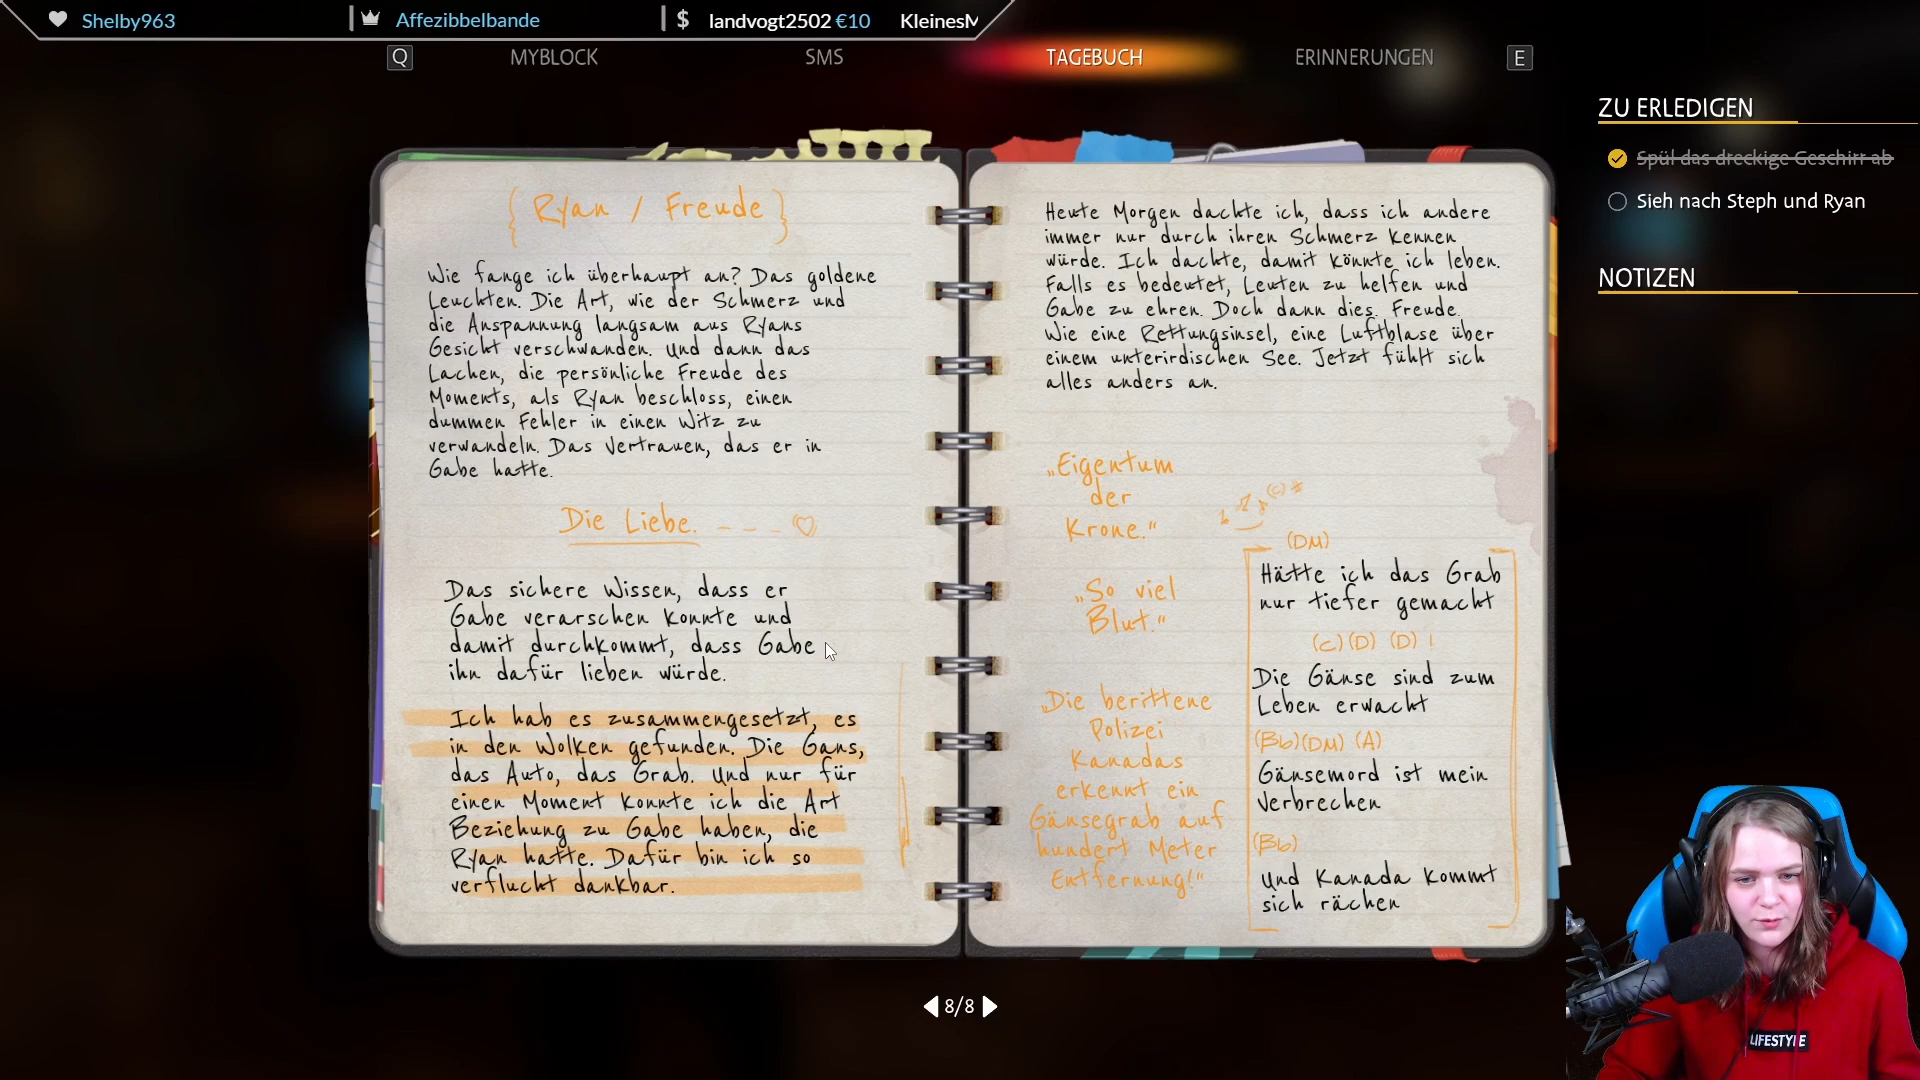 Shelby963
Affezibbelbande
$ landvogt2502 €10 KleinesM
Q MYBLOCK SMS TAGEBUCH ERINNERUNGEN E
ZU ERLEDIGEN
Spül das dreckige Geschirr ab
Sieh nach Steph und Ryan
NOTIZEN
{ Ryan / Freude }
Wie fange ich überhaupt an? Das goldene
Leuchten. Die Art, wie der Schmerz und
die Anspannung langsam aus Ryans
Gesicht verschwanden. Und dann das
Lachen, die persönliche Freude des
Moments, als Ryan beschloss, einen
dummen Fehler in einen Witz zu
verwandeln. Das Vertrauen, das er in
Gabe hatte.
Die Liebe. - - -
Das sichere Wissen, dass er
Gabe verarschen konnte und
damit durchkommt, dass Gabe
ihn dafür lieben würde.
Ich hab es zusammengesetzt, es
in den Wolken gefunden. Die Gans,
das Auto, das Grab. Und nur für
einen Moment konnte ich die Art
Beziehung zu Gabe haben, die
Ryan hatte. Dafür bin ich so
verflucht dankbar.
Heute Morgen dachte ich, dass ich andere
immer nur durch ihren Schmerz kennen
würde. Ich dachte, damit könnte ich leben.
Falls es bedeutet, Leuten zu helfen und
Gabe zu ehren. Doch dann dies. Freude.
Wie eine Rettungsinsel, eine Luftblase über
einem unterirdischen See. Jetzt fühlt sich
alles anders an.
„Eigentum
der
Krone."
„So viel
Blut."
„Die berittene
Polizei
Kanadas
erkennt ein
Gänsegrab auf
hundert Meter
Entfernung!"
(C) #
(DM)
Hätte ich das Grab
nur tiefer gemacht
(C) (D) (D) !
Die Gänse sind zum
Leben erwacht
(Bb) (DM) (A)
Gänsemord ist mein
Verbrechen
(Bb)
Und Kanada kommt
sich rächen
8/8
LIFESTYLE